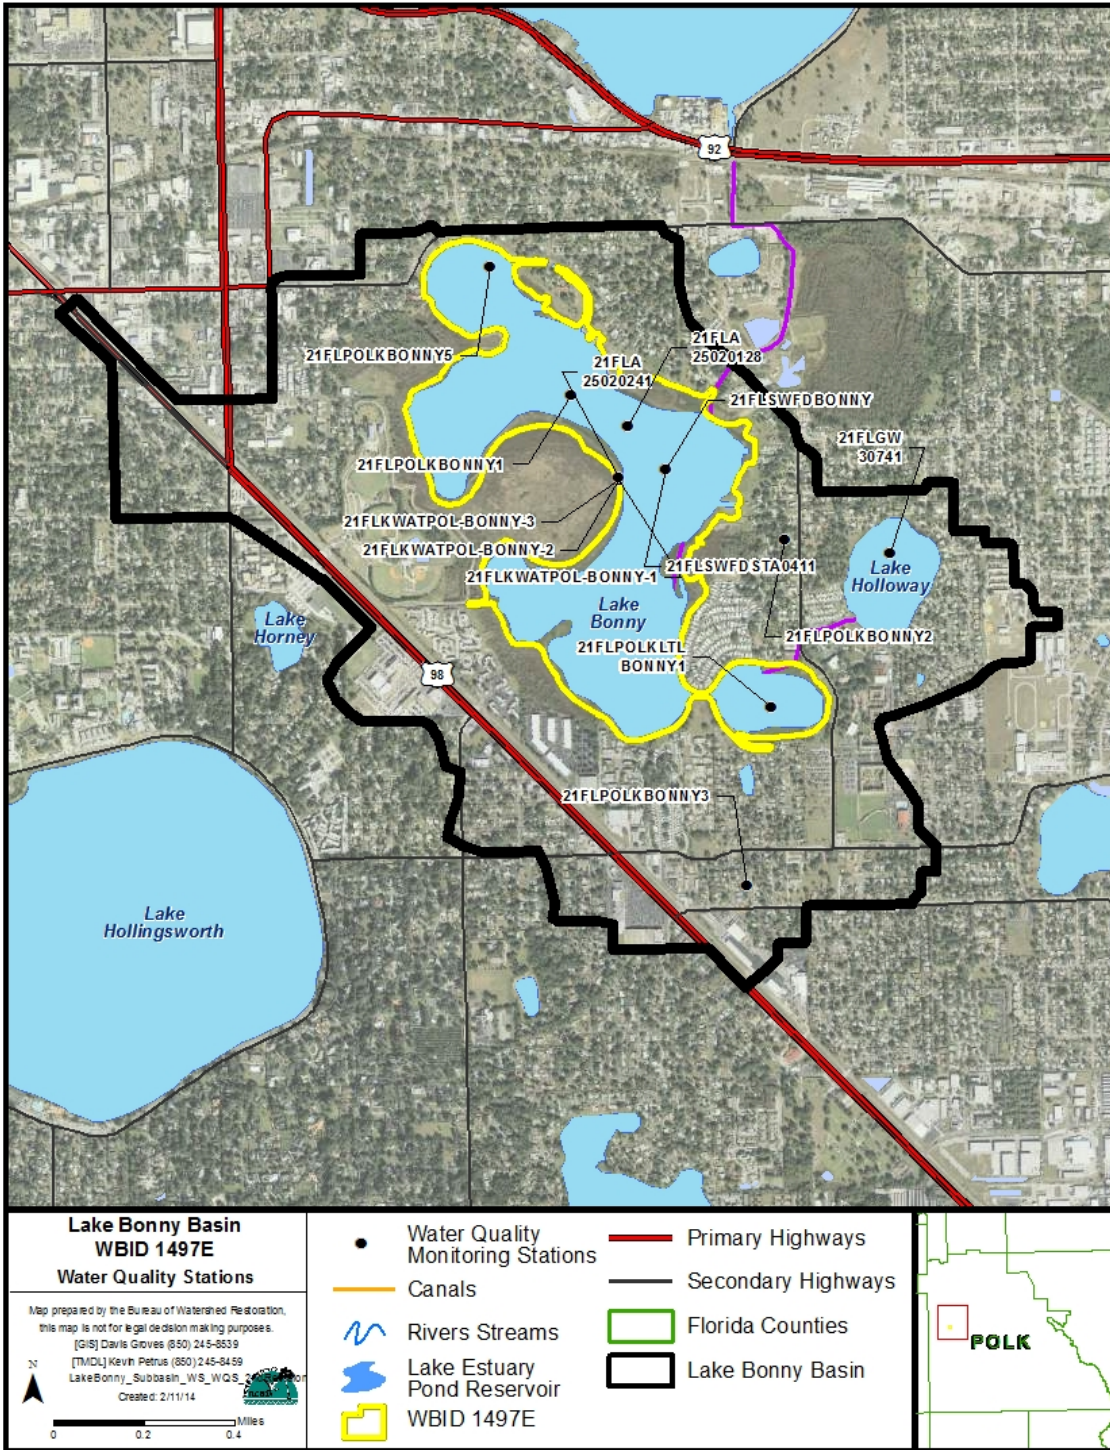 92
21FLPOLKBONNY5
21FLA
25020241
21FLA
25020128
21FLSWFDBONNY
21FLGW
30741
21FLPOLKBONNY1
21FLKWATPOL-BONNY-3
21FLKWATPOL-BONNY-2
21FLKWATPOL-BONNY-1
21FLSWFDSTA0411
Lake
Holloway
Lake
Horney
Lake
Bonny
21FLPOLKBONNY2
21FLPOLKLTL
BONNY1
98
21FLPOLKBONNY3
Lake
Hollingsworth
Lake Bonny Basin
WBID 1497E
Water Quality Stations
Map prepared by the Bureau of Watershed Restoration,
this map is not for legal decision making purposes.
[GIS] Davis Groves (850) 245-8539
[TMDL] Kevin Petrus (850) 245-8459
Created: 2/11/14
N
Miles
0 0.2 0.4
Water Quality
Monitoring Stations
Canals
Rivers Streams
Lake Estuary
Pond Reservoir
WBID 1497E
Primary Highways
Secondary Highways
Florida Counties
Lake Bonny Basin
POLK